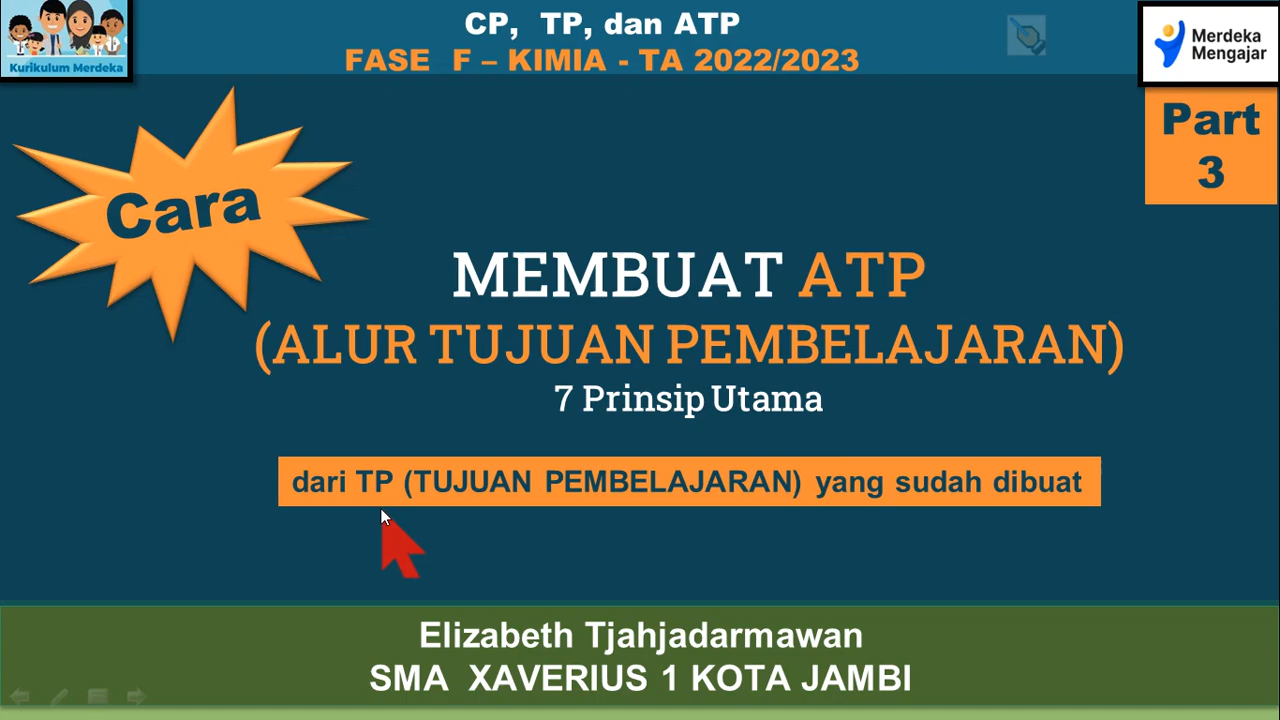 CP, TP, dan ATP
FASE F – KIMIA - TA 2022/2023
Kurikulum Merdeka
Merdeka
Mengajar
Part
3
Cara
MEMBUAT ATP
(ALUR TUJUAN PEMBELAJARAN)
7 Prinsip Utama
dari TP (TUJUAN PEMBELAJARAN) yang sudah dibuat
Elizabeth Tjahjadarmawan
SMA XAVERIUS 1 KOTA JAMBI